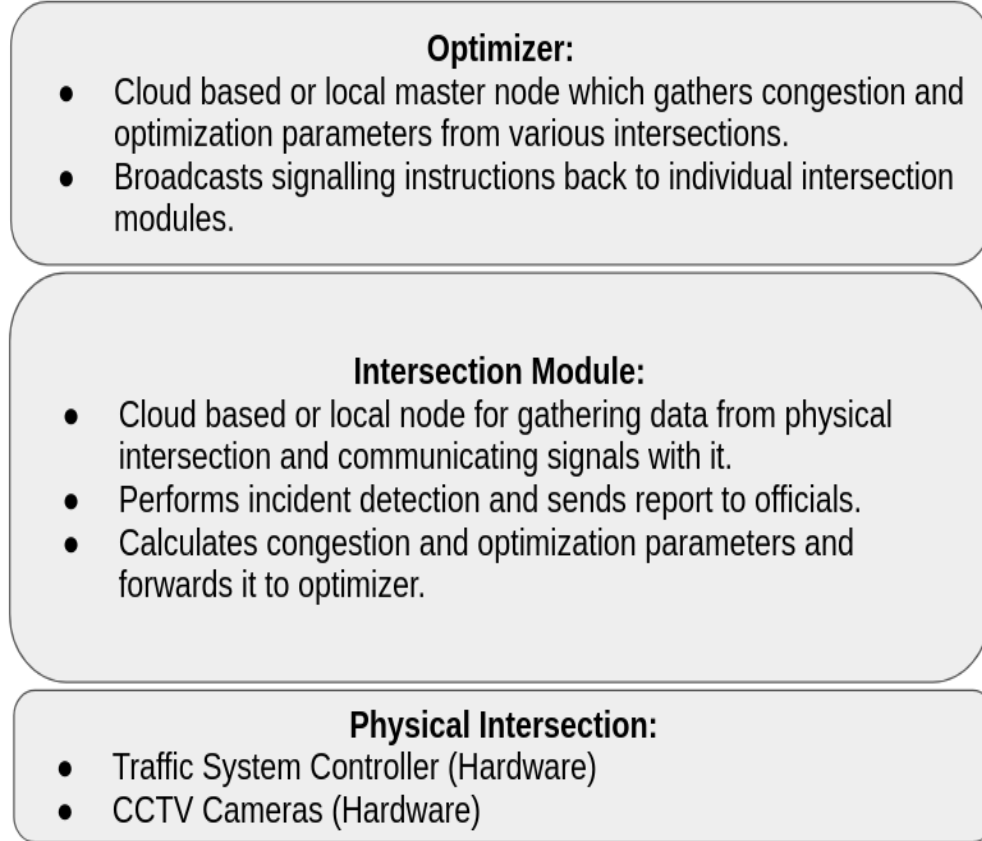 Optimizer:
● Cloud based or local master node which gathers congestion and
optimization parameters from various intersections.
● Broadcasts signalling instructions back to individual intersection
modules.
Intersection Module:
● Cloud based or local node for gathering data from physical
intersection and communicating signals with it.
● Performs incident detection and sends report to officials.
● Calculates congestion and optimization parameters and
forwards it to optimizer.
Physical Intersection:
● Traffic System Controller (Hardware)
● CCTV Cameras (Hardware)